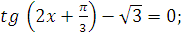 tg (2x + π/3) − √3 = 0;